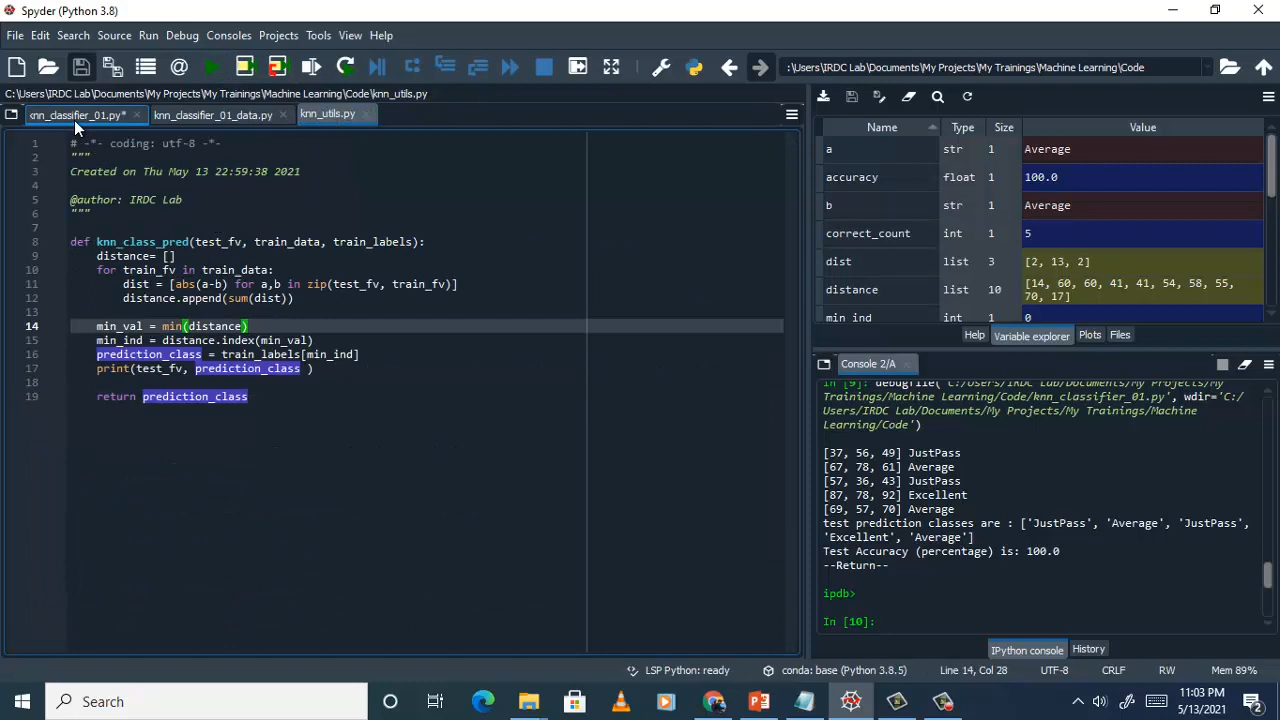 Spyder (Python 3.8)
File Edit Search Source Run Debug Consoles Projects Tools View Help
:\Users\IRDC Lab\Documents\My Projects\My Trainings\Machine Learning\Code
C:\Users\IRDC Lab\Documents\My Projects\My Trainings\Machine Learning\Code\knn_utils.py
knn_classifier_01.py* knn_classifier_01_data.py knn_utils.py
1 # -*- coding: utf-8 -*-
2 """
3 Created on Thu May 13 22:59:38 2021
4
5 @author: IRDC Lab
6 """
7
8 def knn_class_pred(test_fv, train_data, train_labels):
9 distance= []
10 for train_fv in train_data:
11 dist = [abs(a-b) for a,b in zip(test_fv, train_fv)]
12 distance.append(sum(dist))
13
14 min_val = min(distance)
15 min_ind = distance.index(min_val)
16 prediction_class = train_labels[min_ind]
17 print(test_fv, prediction_class )
18
19 return prediction_class
Name Type Size Value
a str 1 Average
accuracy float 1 100.0
b str 1 Average
correct_count int 1 5
dist list 3 [2, 13, 2]
distance list 10 [14, 60, 60, 41, 41, 54, 58, 55,
70, 17]
min_ind int 1 0
Help Variable explorer Plots Files
Console 2/A
In [9]: debugfile('C:/Users/IRDC Lab/Documents/My Projects/My
Trainings/Machine Learning/Code/knn_classifier_01.py', wdir='C:/
Users/IRDC Lab/Documents/My Projects/My Trainings/Machine
Learning/Code')
[37, 56, 49] JustPass
[67, 78, 61] Average
[57, 36, 43] JustPass
[87, 78, 92] Excellent
[69, 57, 70] Average
test prediction classes are : ['JustPass', 'Average', 'JustPass',
'Excellent', 'Average']
Test Accuracy (percentage) is: 100.0
--Return--
ipdb>
In [10]:
IPython console History
LSP Python: ready conda: base (Python 3.8.5) Line 14, Col 28 UTF-8 CRLF RW Mem 89%
Search
11:03 PM
5/13/2021
2